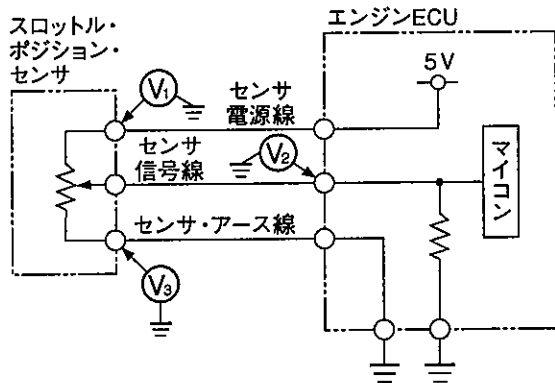 スロットル・
ポジション・
センサ
エンジンECU
V₁
センサ
電源線
5V
センサ
信号線
V₂
マイコン
センサ・アース線
V₃